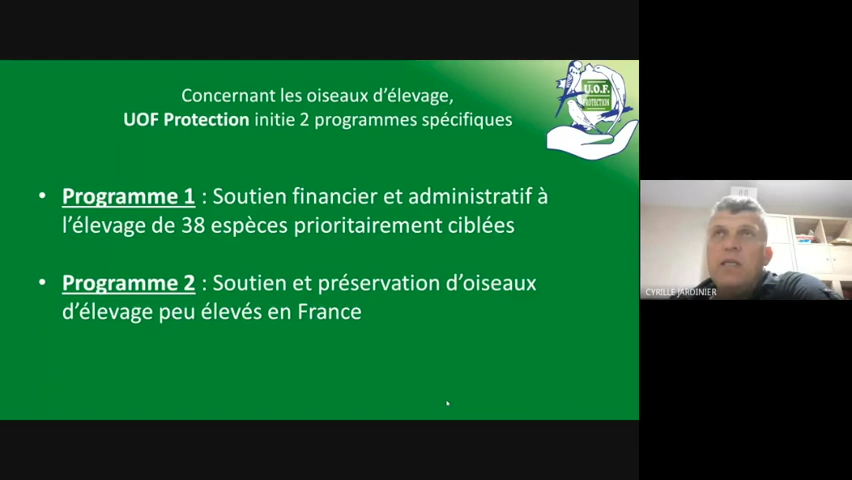 Concernant les oiseaux d'élevage,
UOF Protection initie 2 programmes spécifiques
U.O.F.
PROTECTION
• Programme 1 : Soutien financier et administratif à
l'élevage de 38 espèces prioritairement ciblées
• Programme 2 : Soutien et préservation d'oiseaux
d'élevage peu élevés en France
CYRILLE JARDINIER